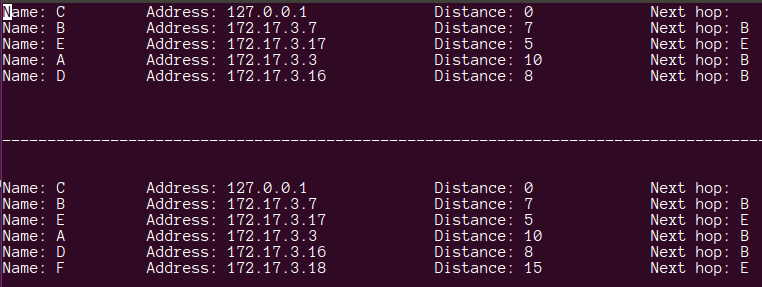 Name: C Address: 127.0.0.1 Distance: 0 Next hop:
Name: B Address: 172.17.3.7 Distance: 7 Next hop: B
Name: E Address: 172.17.3.17 Distance: 5 Next hop: E
Name: A Address: 172.17.3.3 Distance: 10 Next hop: B
Name: D Address: 172.17.3.16 Distance: 8 Next hop: B
--------------------------------------------------------------------------------------
Name: C Address: 127.0.0.1 Distance: 0 Next hop:
Name: B Address: 172.17.3.7 Distance: 7 Next hop: B
Name: E Address: 172.17.3.17 Distance: 5 Next hop: E
Name: A Address: 172.17.3.3 Distance: 10 Next hop: B
Name: D Address: 172.17.3.16 Distance: 8 Next hop: B
Name: F Address: 172.17.3.18 Distance: 15 Next hop: E